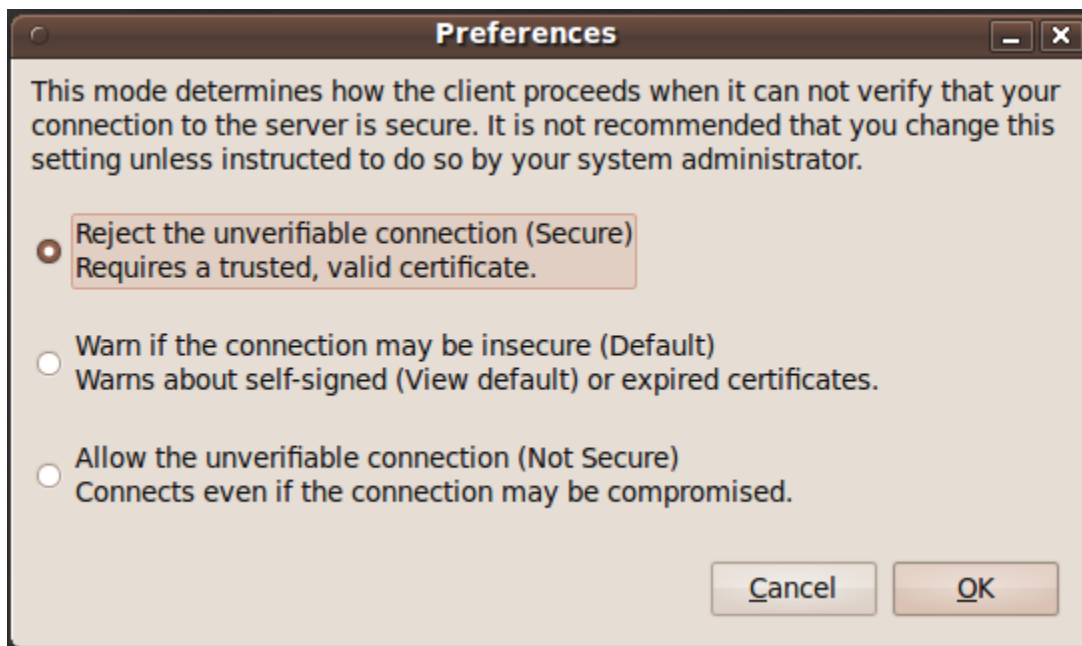 Preferences
This mode determines how the client proceeds when it can not verify that your
connection to the server is secure. It is not recommended that you change this
setting unless instructed to do so by your system administrator.
Reject the unverifiable connection (Secure)
Requires a trusted, valid certificate.
Warn if the connection may be insecure (Default)
Warns about self-signed (View default) or expired certificates.
Allow the unverifiable connection (Not Secure)
Connects even if the connection may be compromised.
Cancel OK